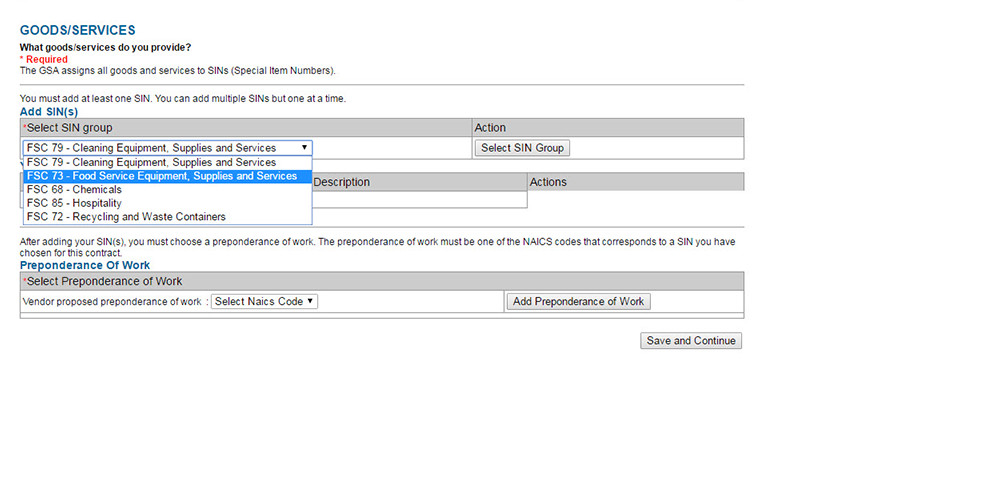 GOODS/SERVICES
What goods/services do you provide?
* Required
The GSA assigns all goods and services to SINs (Special Item Numbers).
You must add at least one SIN. You can add multiple SINs but one at a time.
Add SIN(s)
*Select SIN group Action
FSC 79 - Cleaning Equipment, Supplies and Services Select SIN Group
FSC 79 - Cleaning Equipment, Supplies and Services
FSC 73 - Food Service Equipment, Supplies and Services
Description Actions
FSC 68 - Chemicals
FSC 85 - Hospitality
FSC 72 - Recycling and Waste Containers
After adding your SIN(s), you must choose a preponderance of work. The preponderance of work must be one of the NAICS codes that corresponds to a SIN you have
chosen for this contract.
Preponderance Of Work
*Select Preponderance of Work
Vendor proposed preponderance of work : Select Naics Code Add Preponderance of Work
Save and Continue